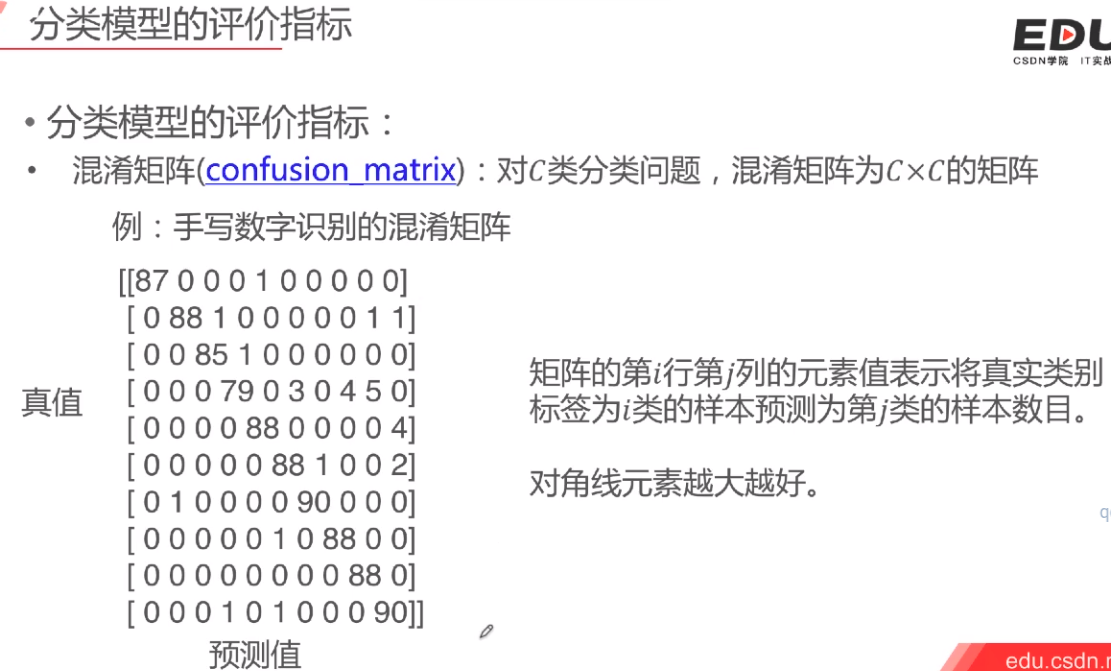 分类模型的评价指标
EDU
CSDN学院 IT实战
• 分类模型的评价指标：
• 混淆矩阵(confusion_matrix)：对C类分类问题，混淆矩阵为C×C的矩阵
例：手写数字识别的混淆矩阵
[[87 0 0 0 1 0 0 0 0 0]
[ 0 88 1 0 0 0 0 0 1 1]
[ 0 0 85 1 0 0 0 0 0 0]
[ 0 0 0 79 0 3 0 4 5 0]
[ 0 0 0 0 88 0 0 0 0 4]
[ 0 0 0 0 0 88 1 0 0 2]
[ 0 1 0 0 0 0 90 0 0 0]
[ 0 0 0 0 0 1 0 88 0 0]
[ 0 0 0 0 0 0 0 0 88 0]
[ 0 0 0 1 0 1 0 0 0 90]]
真值
预测值
矩阵的第i行第j列的元素值表示将真实类别
标签为i类的样本预测为第j类的样本数目。
对角线元素越大越好。
edu.csdn.n